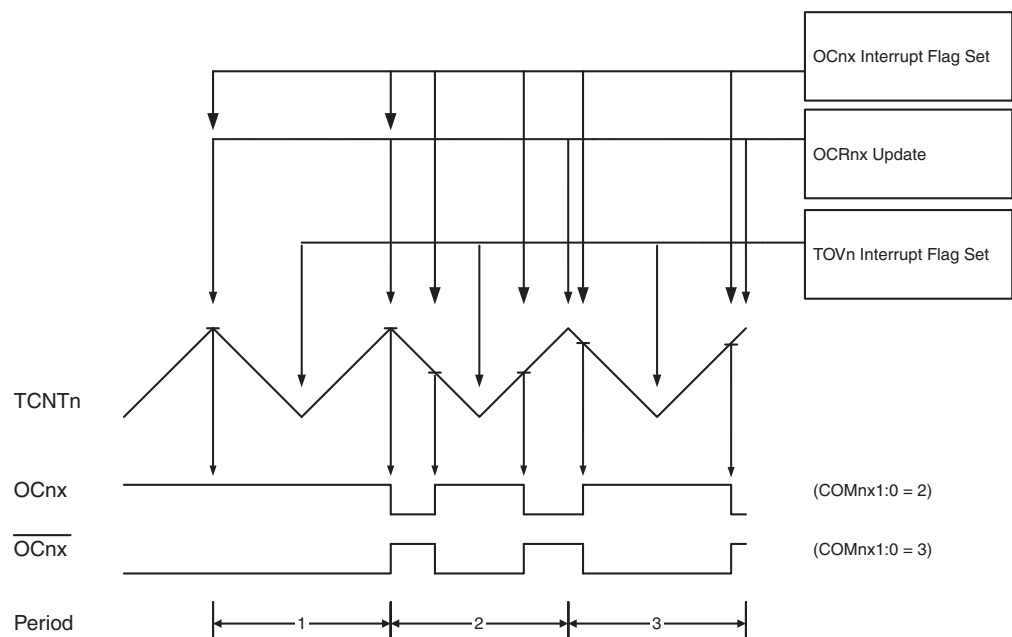 OCnx Interrupt Flag Set
OCRnx Update
TOVn Interrupt Flag Set
TCNTn
OCnx
(COMnx1:0 = 2)
OCnx
(COMnx1:0 = 3)
Period
1
2
3